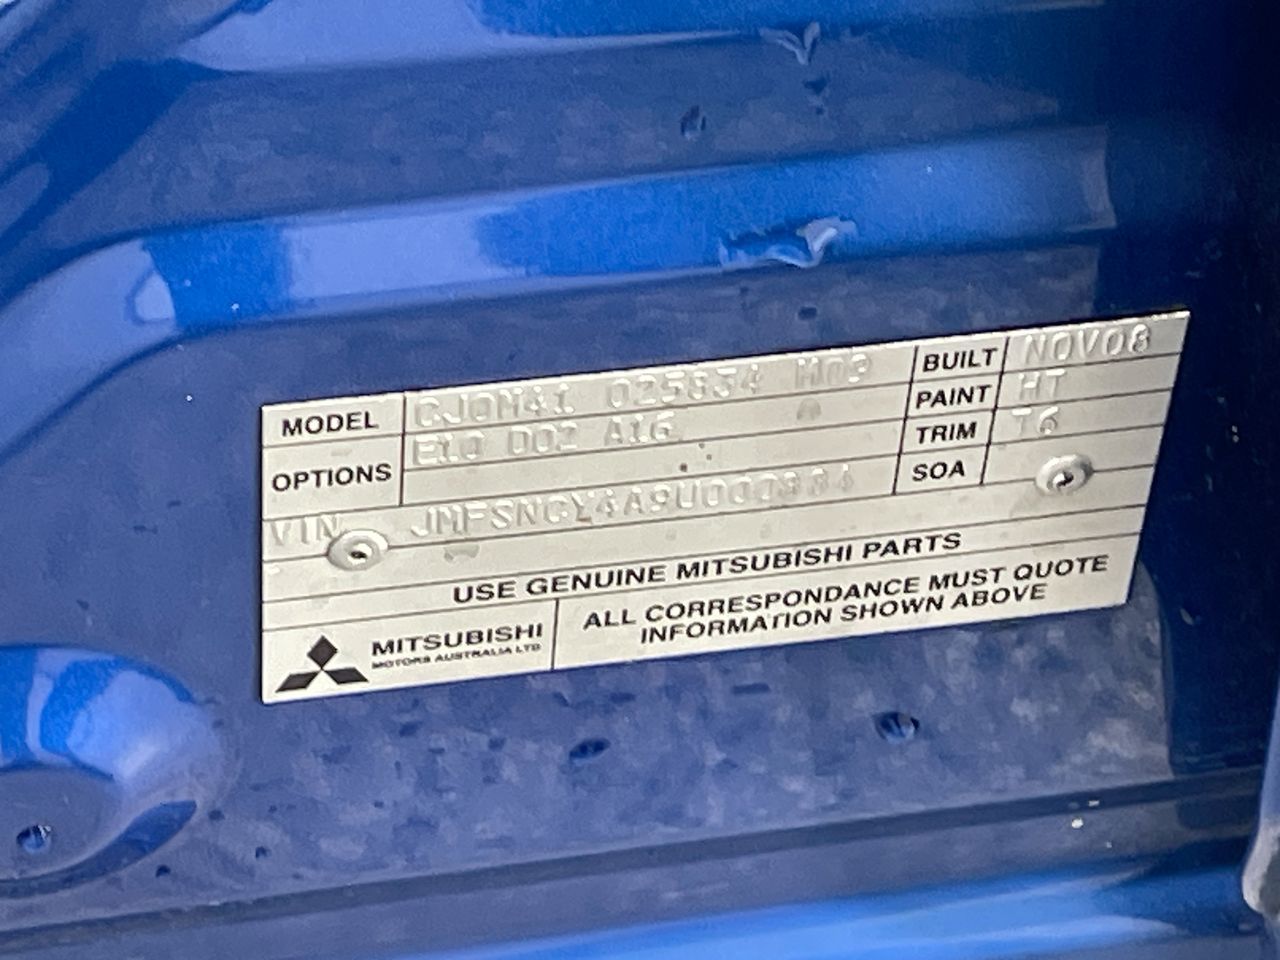 MODEL CJ0M41 025834 M09
OPTIONS E10 D02 A16
BUILT NOV08
PAINT HT
TRIM T6
SOA
VIN
USE GENUINE MITSUBISHI PARTS
MITSUBISHI
MOTORS AUSTRALIA LTD
ALL CORRESPONDANCE MUST QUOTE
INFORMATION SHOWN ABOVE